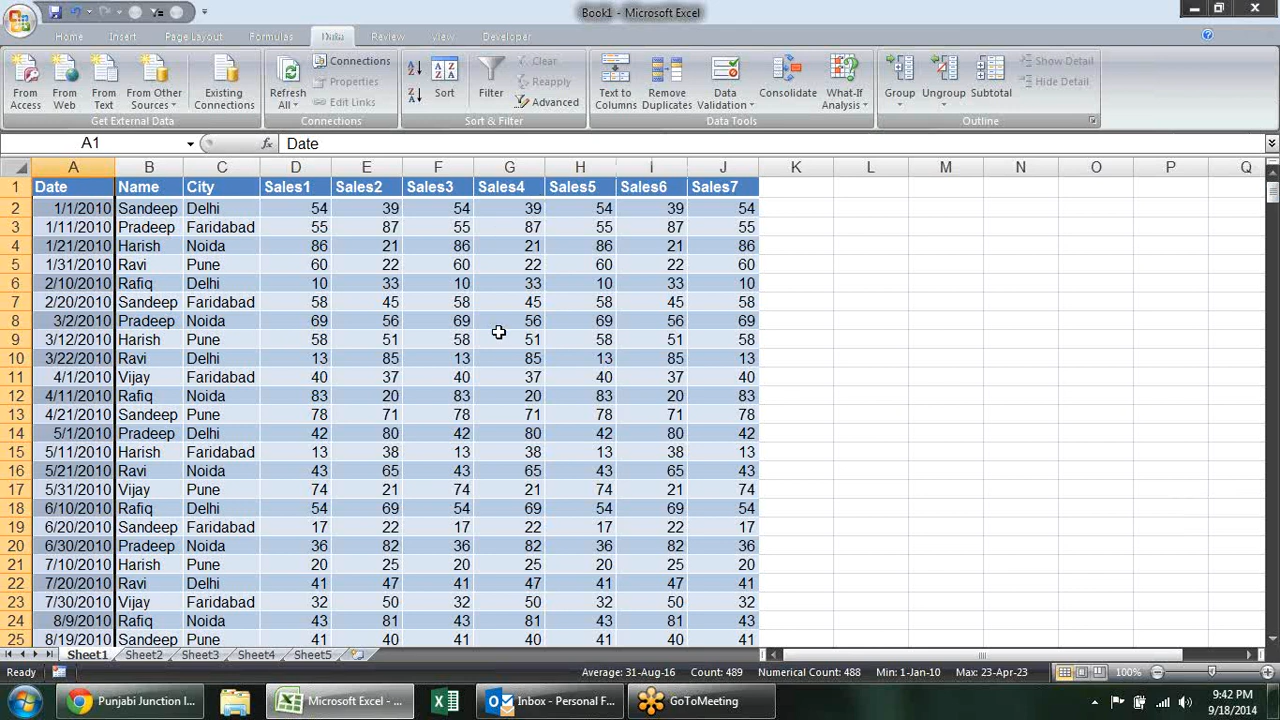 Book1 - Microsoft Excel
Home Insert Page Layout Formulas Data Review View Developer
From Access
From Web
From Text
From Other Sources
Existing Connections
Get External Data
Refresh All
Connections
Properties
Edit Links
Connections
Sort
Filter
Clear
Reapply
Advanced
Sort & Filter
Text to Columns
Remove Duplicates
Data Validation
Consolidate
What-If Analysis
Data Tools
Group
Ungroup
Subtotal
Show Detail
Hide Detail
Outline
A1 fx Date
A B C D E F G H I J K L M N O P Q
1 Date Name City Sales1 Sales2 Sales3 Sales4 Sales5 Sales6 Sales7
2 1/1/2010 Sandeep Delhi 54 39 54 39 54 39 54
3 1/11/2010 Pradeep Faridabad 55 87 55 87 55 87 55
4 1/21/2010 Harish Noida 86 21 86 21 86 21 86
5 1/31/2010 Ravi Pune 60 22 60 22 60 22 60
6 2/10/2010 Rafiq Delhi 10 33 10 33 10 33 10
7 2/20/2010 Sandeep Faridabad 58 45 58 45 58 45 58
8 3/2/2010 Pradeep Noida 69 56 69 56 69 56 69
9 3/12/2010 Harish Pune 58 51 58 51 58 51 58
10 3/22/2010 Ravi Delhi 13 85 13 85 13 85 13
11 4/1/2010 Vijay Faridabad 40 37 40 37 40 37 40
12 4/11/2010 Rafiq Noida 83 20 83 20 83 20 83
13 4/21/2010 Sandeep Pune 78 71 78 71 78 71 78
14 5/1/2010 Pradeep Delhi 42 80 42 80 42 80 42
15 5/11/2010 Harish Faridabad 13 38 13 38 13 38 13
16 5/21/2010 Ravi Noida 43 65 43 65 43 65 43
17 5/31/2010 Vijay Pune 74 21 74 21 74 21 74
18 6/10/2010 Rafiq Delhi 54 69 54 69 54 69 54
19 6/20/2010 Sandeep Faridabad 17 22 17 22 17 22 17
20 6/30/2010 Pradeep Noida 36 82 36 82 36 82 36
21 7/10/2010 Harish Pune 20 25 20 25 20 25 20
22 7/20/2010 Ravi Delhi 41 47 41 47 41 47 41
23 7/30/2010 Vijay Faridabad 32 50 32 50 32 50 32
24 8/9/2010 Rafiq Noida 43 81 43 81 43 81 43
25 8/19/2010 Sandeep Pune 41 40 41 40 41 40 41
Sheet1 Sheet2 Sheet3 Sheet4 Sheet5
Ready Average: 31-Aug-16 Count: 489 Numerical Count: 488 Min: 1-Jan-10 Max: 23-Apr-23 100%
Punjabi Junction I... Microsoft Excel - ... Inbox - Personal F... GoToMeeting 9:42 PM
9/18/2014